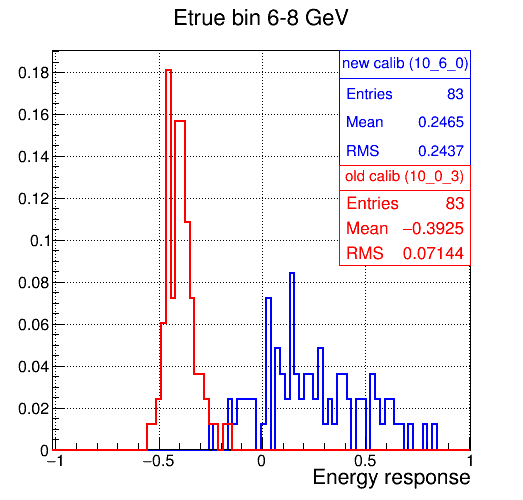 Etrue bin 6-8 GeV
new calib (10_6_0)
Entries 83
Mean 0.2465
RMS 0.2437
old calib (10_0_3)
Entries 83
Mean −0.3925
RMS 0.07144
0.18
0.16
0.14
0.12
0.1
0.08
0.06
0.04
0.02
0
−1 −0.5 0 0.5 1
Energy response